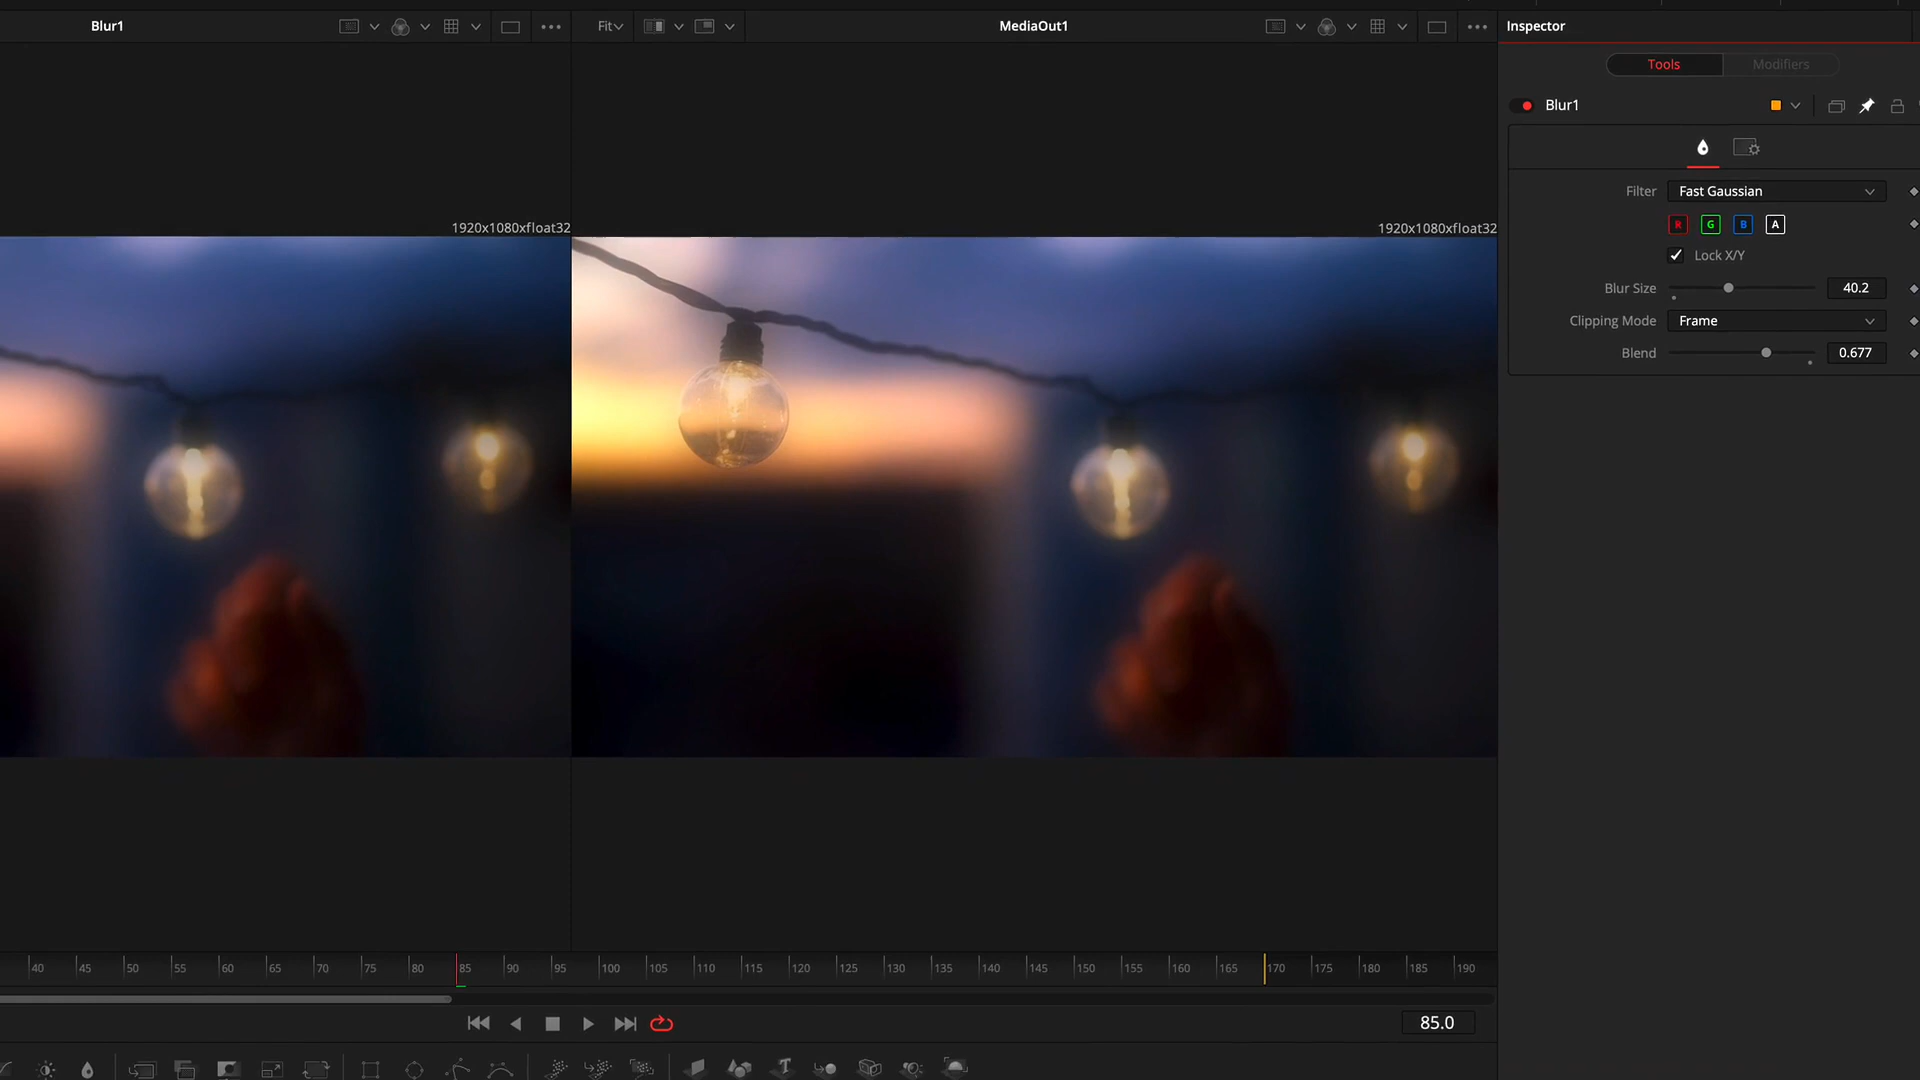 Blur1
Fit
MediaOut1
Inspector
Tools
Modifiers
Blur1
Filter
Fast Gaussian
R G B A
Lock X/Y
Blur Size
40.2
Clipping Mode
Frame
Blend
0.677
1920x1080xfloat32
1920x1080xfloat32
40 45 50 55 60 65 70 75 80 85 90 95 100 105 110 115 120 125 130 135 140 145 150 155 160 165 170 175 180 185 190
85.0
T